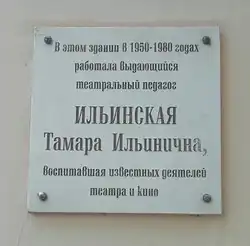 В этом здании в 1950-1980 годах
работала выдающийся
театральный педагог
ИЛЬИНСКАЯ
Тамара Ильинична,
воспитавшая известных деятелей
театра и кино